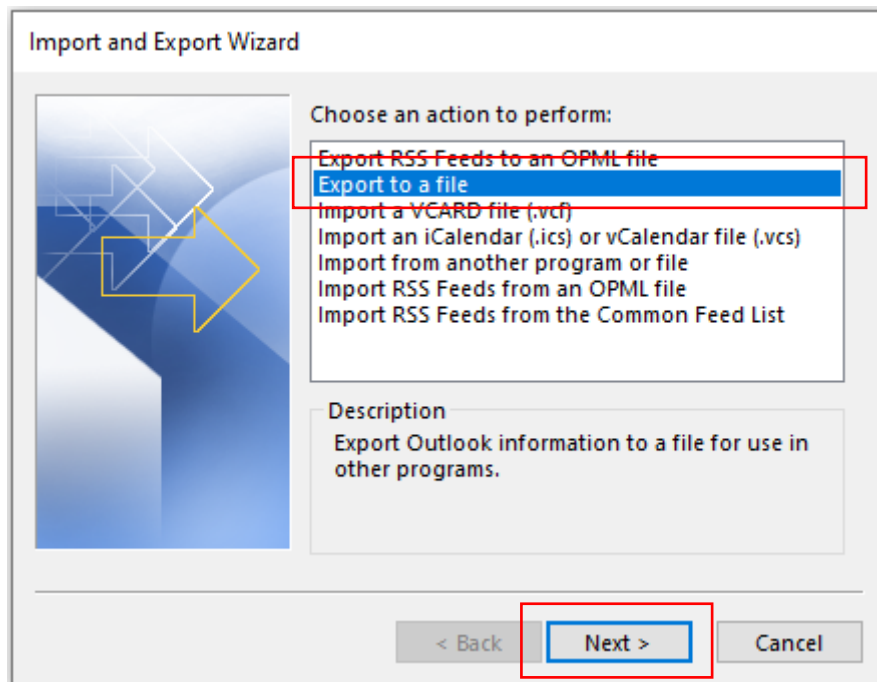 Import and Export Wizard
Choose an action to perform:
Export RSS Feeds to an OPML file
Export to a file
Import a VCARD file (.vcf)
Import an iCalendar (.ics) or vCalendar file (.vcs)
Import from another program or file
Import RSS Feeds from an OPML file
Import RSS Feeds from the Common Feed List
Description
Export Outlook information to a file for use in
other programs.
< Back Next > Cancel